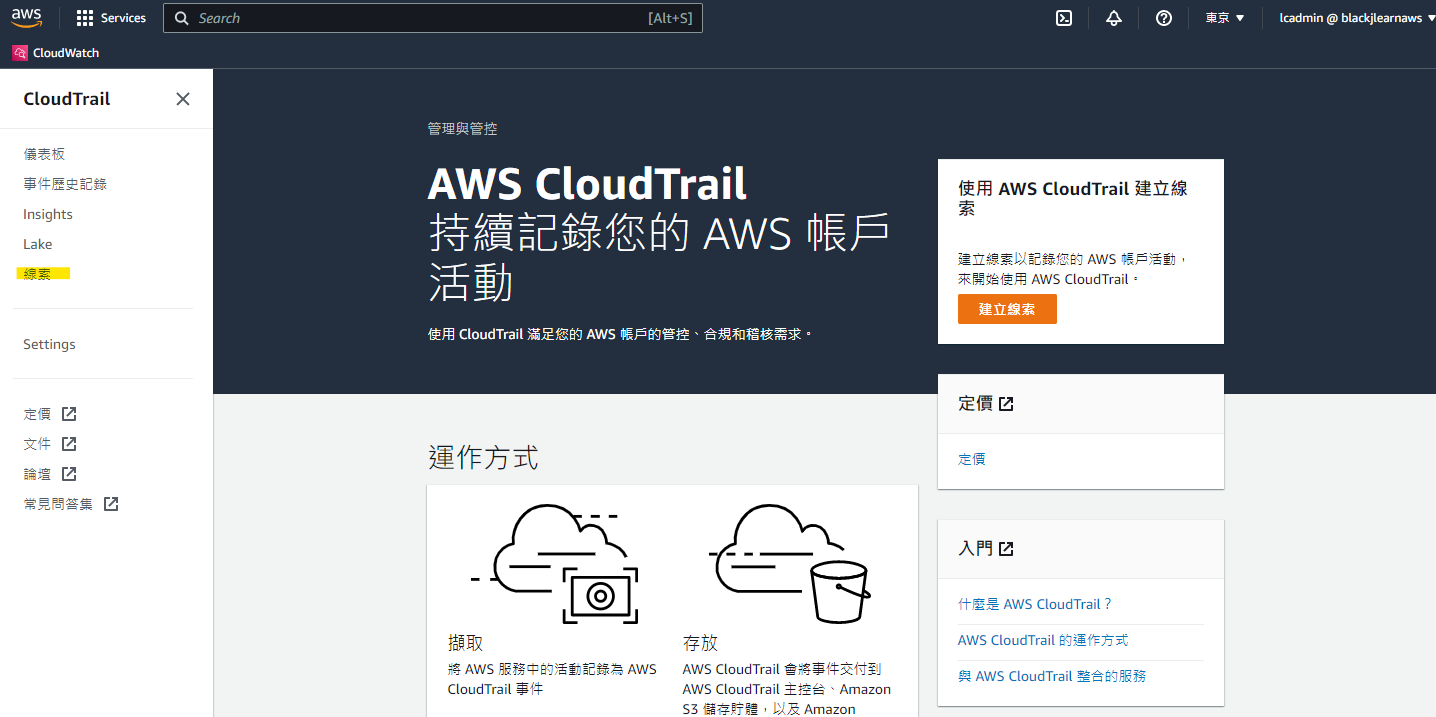 aws
Services
Search
[Alt+S]
東京
lcadmin @ blackjlearnaws
CloudWatch
CloudTrail
儀表板
事件歷史記錄
Insights
Lake
線索
Settings
定價
文件
論壇
常見問答集
管理與管控
AWS CloudTrail
持續記錄您的 AWS 帳戶
活動
使用 CloudTrail 滿足您的 AWS 帳戶的管控、合規和稽核需求。
使用 AWS CloudTrail 建立線
索
建立線索以記錄您的 AWS 帳戶活動，
來開始使用 AWS CloudTrail。
建立線索
定價
定價
運作方式
擷取
將 AWS 服務中的活動記錄為 AWS
CloudTrail 事件
存放
AWS CloudTrail 會將事件交付到
AWS CloudTrail 主控台、Amazon
S3 儲存貯體，以及 Amazon
入門
什麼是 AWS CloudTrail？
AWS CloudTrail 的運作方式
與 AWS CloudTrail 整合的服務